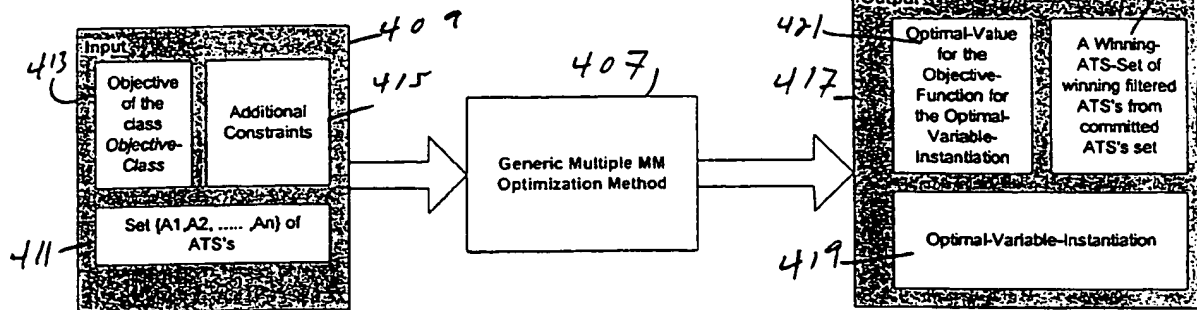 Input
409
413
Objective
of the
class
Objective-
Class
Additional
Constraints
415
411
Set {A1,A2, ..... ,An} of
ATS's
407
Generic Multiple MM
Optimization Method
Output
421
417
Optimal-Value
for the
Objective-
Function for
the Optimal-
Variable-
Instantiation
A Winning-
ATS-Set of
winning filtered
ATS's from
committed
ATS's set
419
Optimal-Variable-Instantiation